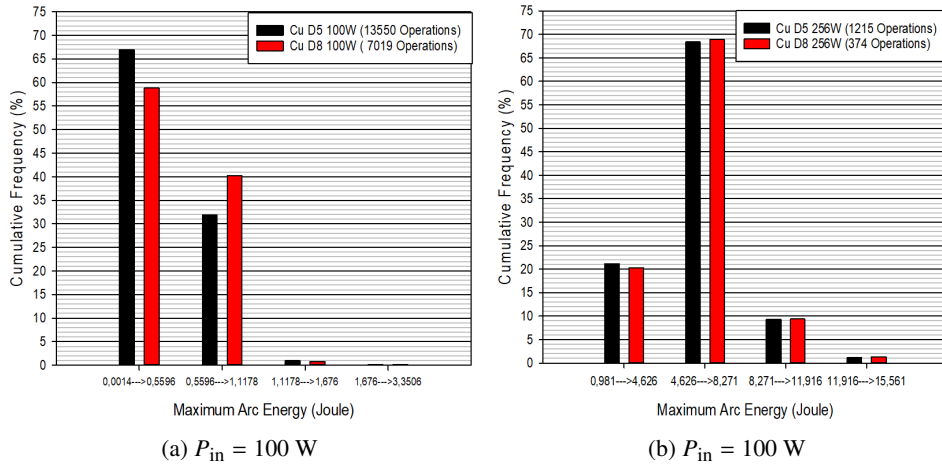 75
70
65
60
55
50
45
40
35
30
25
20
15
10
5
0
Cumulative Frequency (%)
Cu D5 100W (13550 Operations)
Cu D8 100W ( 7019 Operations)
0,0014--->0,5596 0,5596--->1,1178 1,1178--->1,676 1,676--->3,3506
Maximum Arc Energy (Joule)
(a) Pin = 100 W
75
70
65
60
55
50
45
40
35
30
25
20
15
10
5
0
Cumulative Frequency (%)
Cu D5 256W (1215 Operations)
Cu D8 256W (374 Operations)
0,981--->4,626 4,626--->8,271 8,271--->11,916 11,916--->15,561
Maximum Arc Energy (Joule)
(b) Pin = 100 W